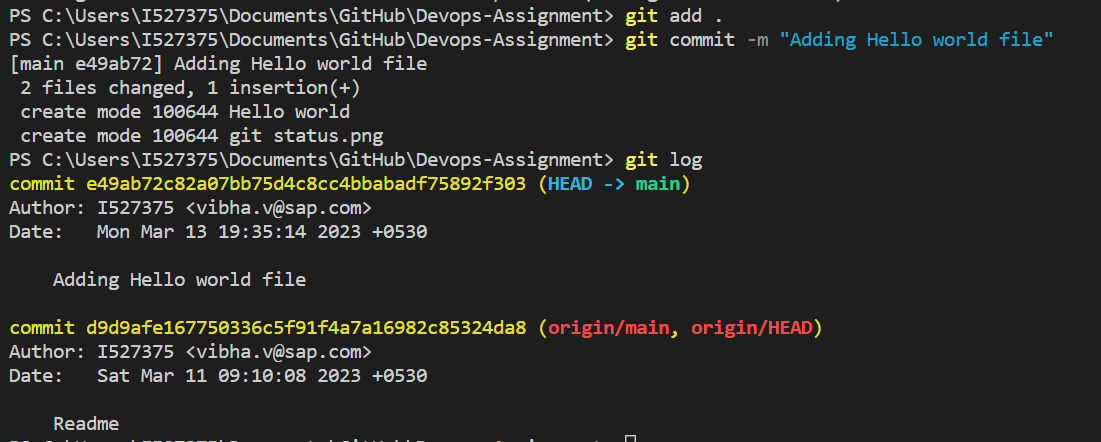 PS C:\Users\I527375\Documents\GitHub\Devops-Assignment> git add .
PS C:\Users\I527375\Documents\GitHub\Devops-Assignment> git commit -m "Adding Hello world file"
[main e49ab72] Adding Hello world file
 2 files changed, 1 insertion(+)
 create mode 100644 Hello world
 create mode 100644 git status.png
PS C:\Users\I527375\Documents\GitHub\Devops-Assignment> git log
commit e49ab72c82a07bb75d4c8cc4bbabadf75892f303 (HEAD -> main)
Author: I527375 <vibha.v@sap.com>
Date:   Mon Mar 13 19:35:14 2023 +0530

    Adding Hello world file

commit d9d9afe167750336c5f91f4a7a16982c85324da8 (origin/main, origin/HEAD)
Author: I527375 <vibha.v@sap.com>
Date:   Sat Mar 11 09:10:08 2023 +0530

    Readme